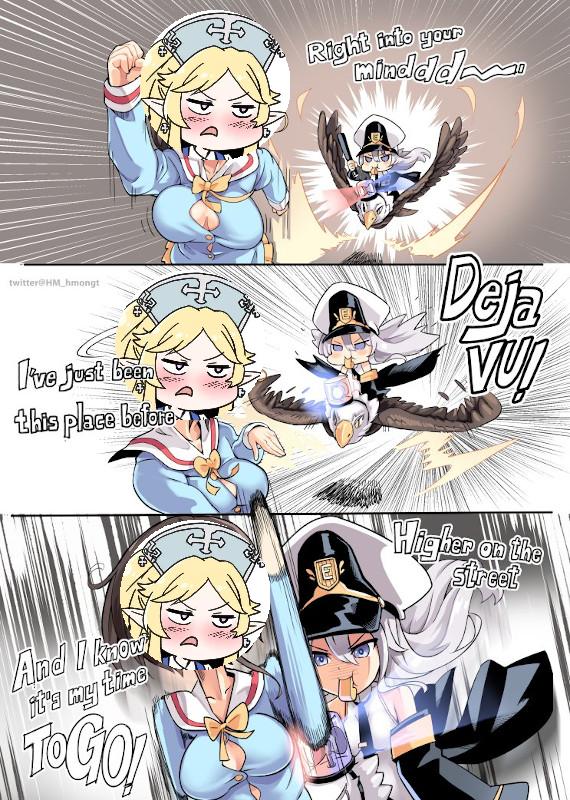 Right into your
minddd~
twitter@HM_hmongt
Deja
VU!
I've just been
this place before
Higher on the
street
And I know
it's my time
To GO!
E